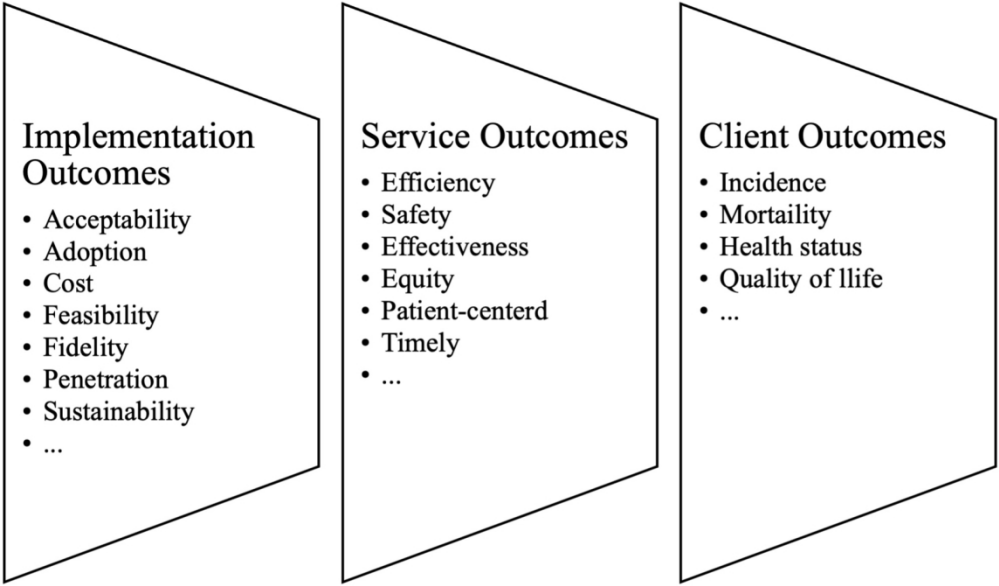 Implementation
Outcomes
• Acceptability
• Adoption
• Cost
• Feasibility
• Fidelity
• Penetration
• Sustainability
• ...
Service Outcomes
• Efficiency
• Safety
• Effectiveness
• Equity
• Patient-centerd
• Timely
• ...
Client Outcomes
• Incidence
• Mortaility
• Health status
• Quality of llife
• ...